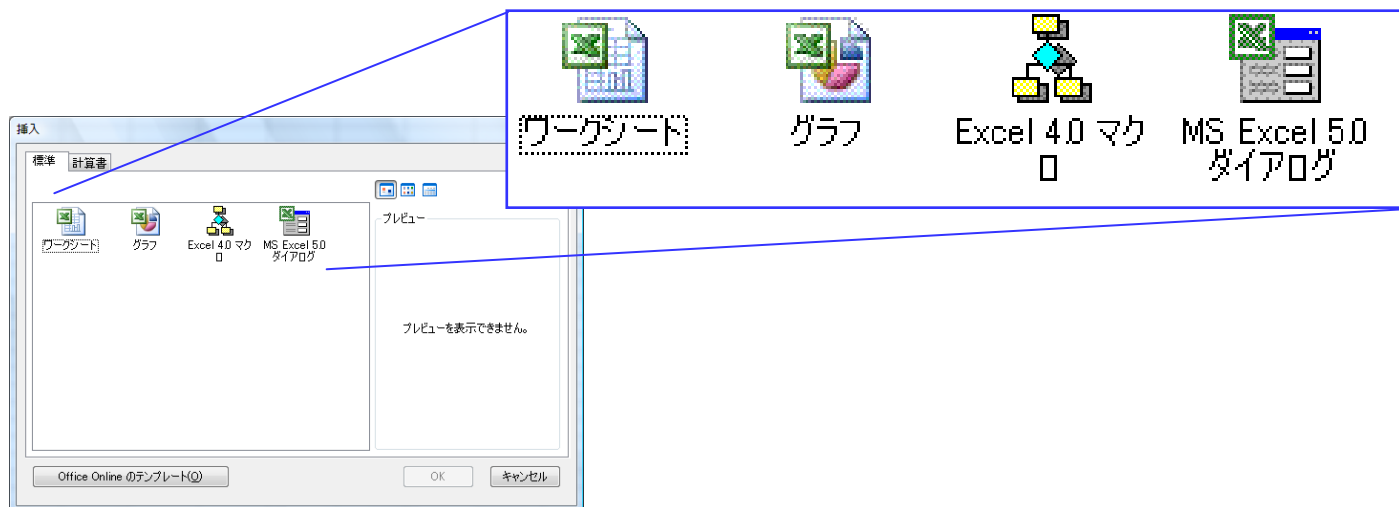 ワークシート
グラフ
Excel 4.0 マク
ロ
MS Excel 5.0
ダイアログ
挿入
標準
計算書
ワークシート
グラフ
Excel 4.0 マク
ロ
MS Excel 5.0
ダイアログ
プレビュー
プレビューを表示できません。
Office Online のテンプレート(O)
OK
キャンセル